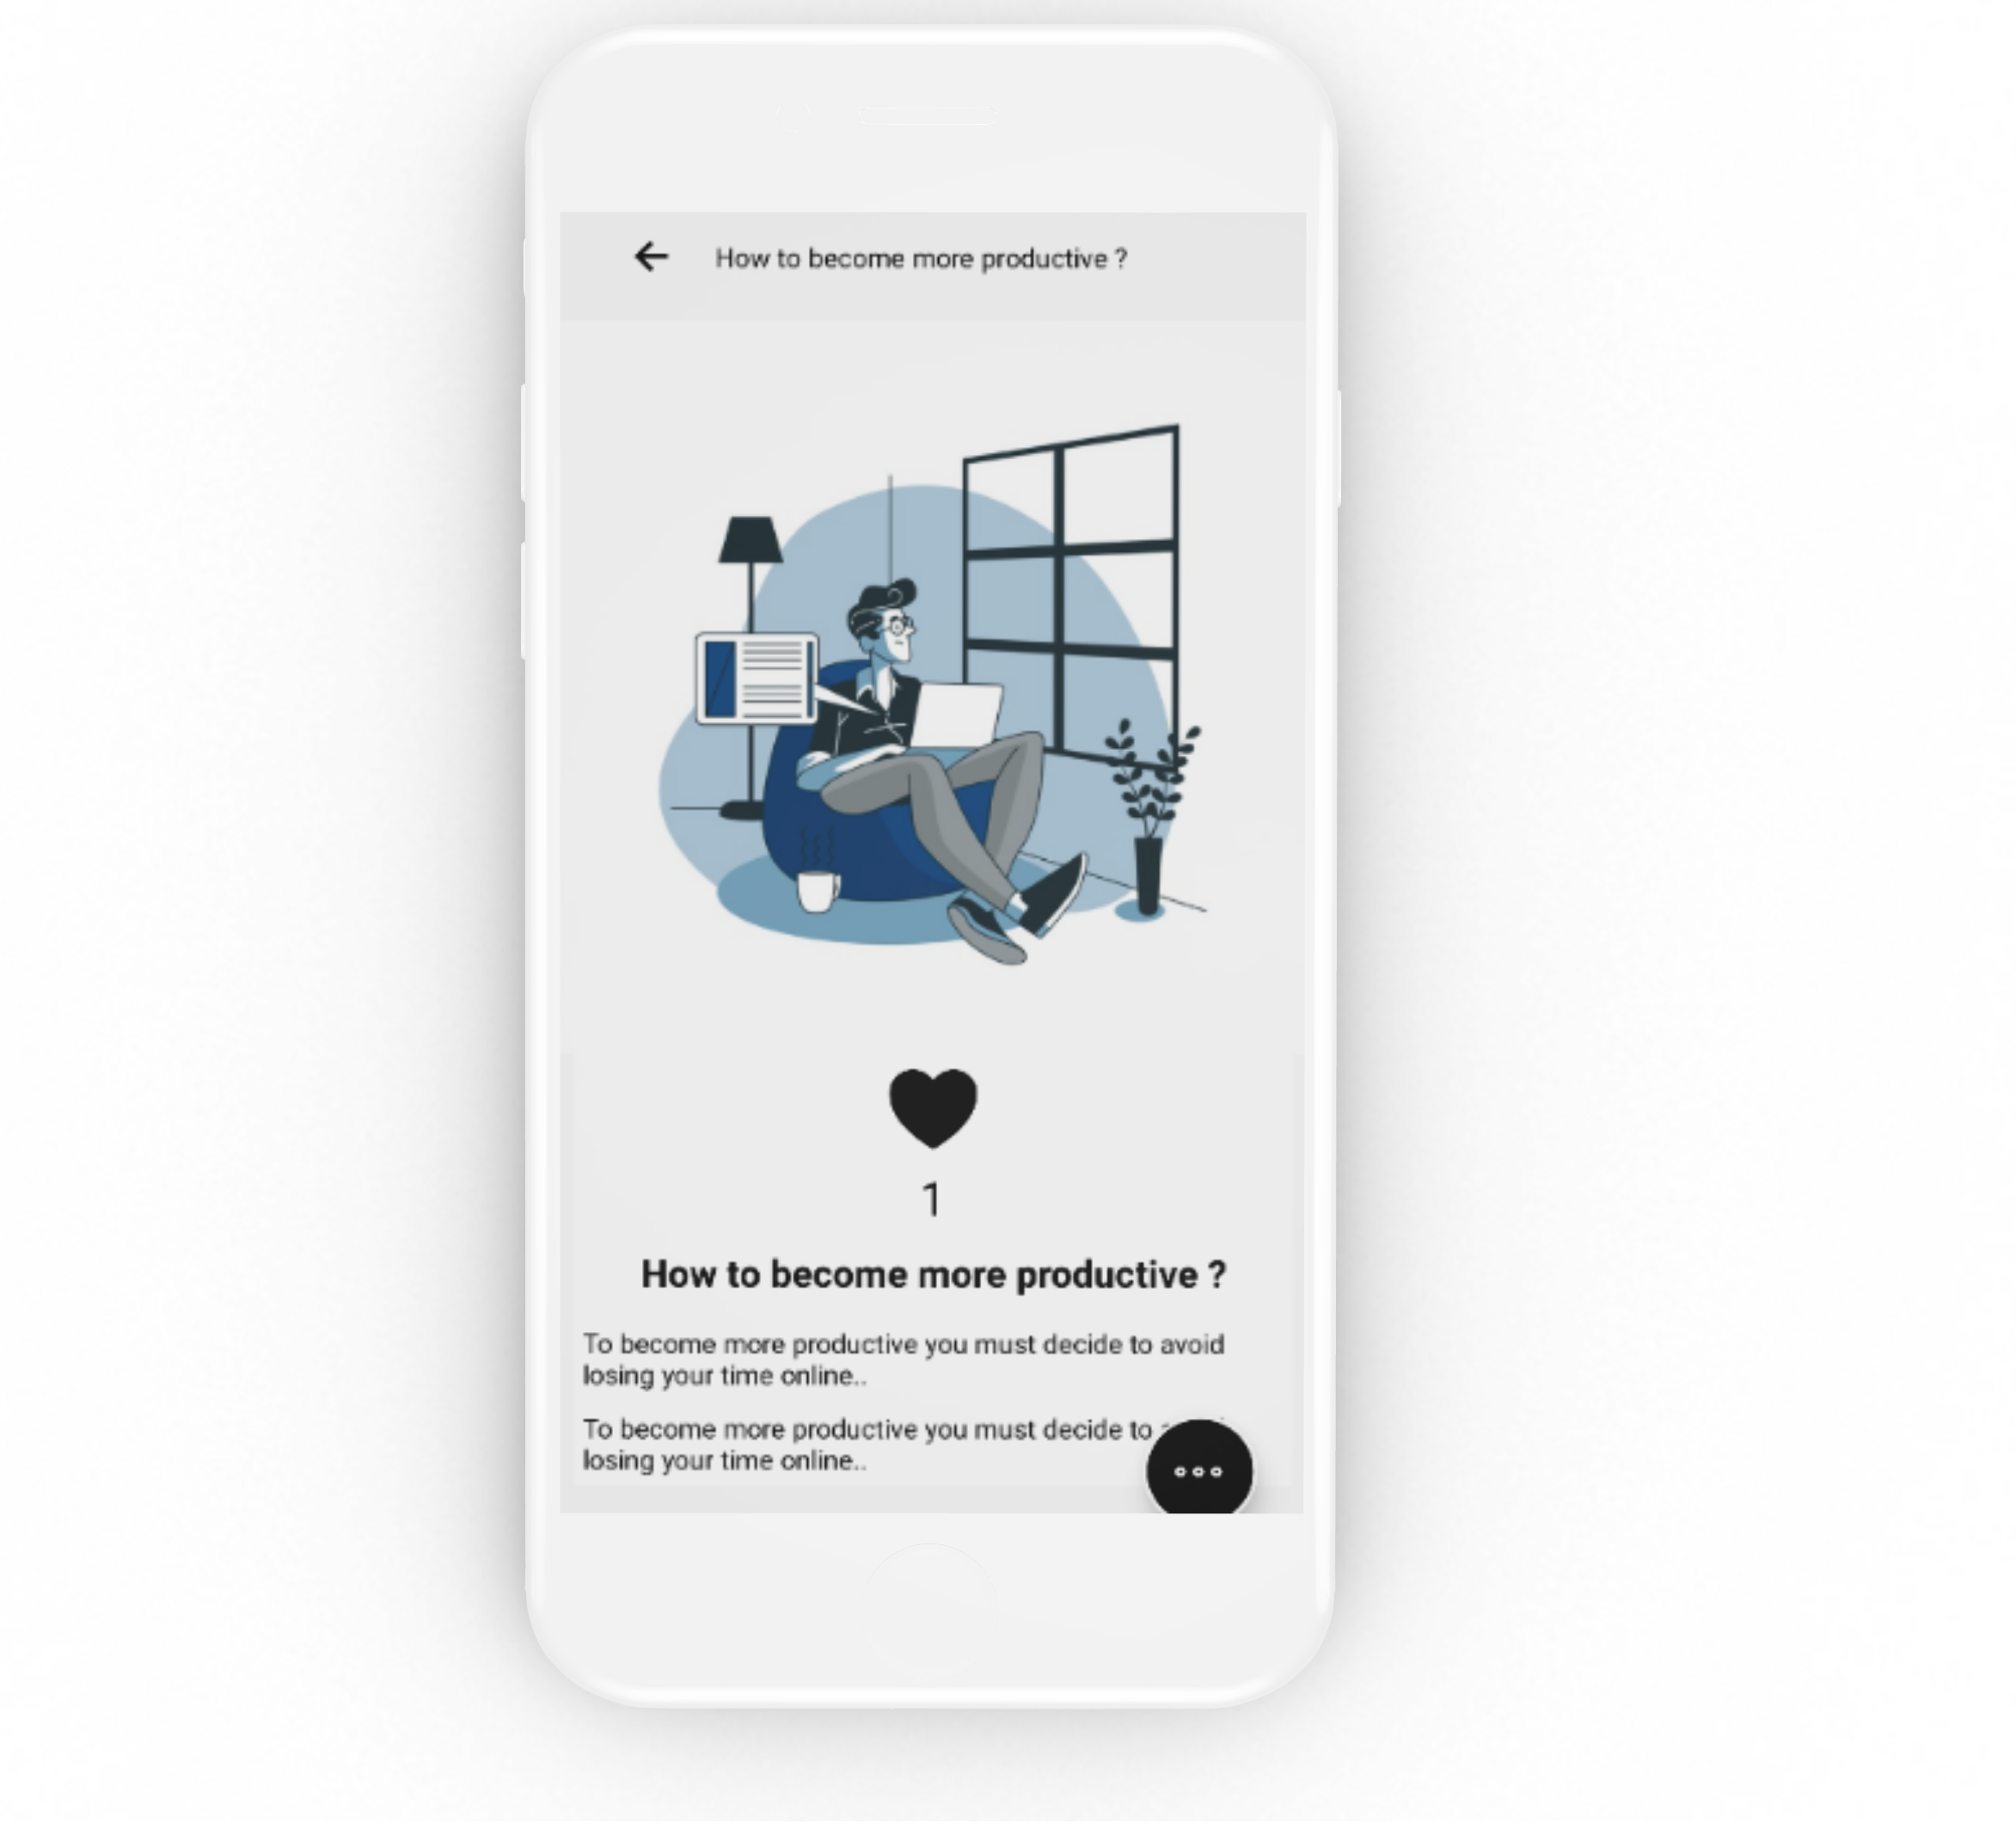 How to become more productive ?
1
How to become more productive ?
To become more productive you must decide to avoid
losing your time online..
To become more productive you must decide to
losing your time online..